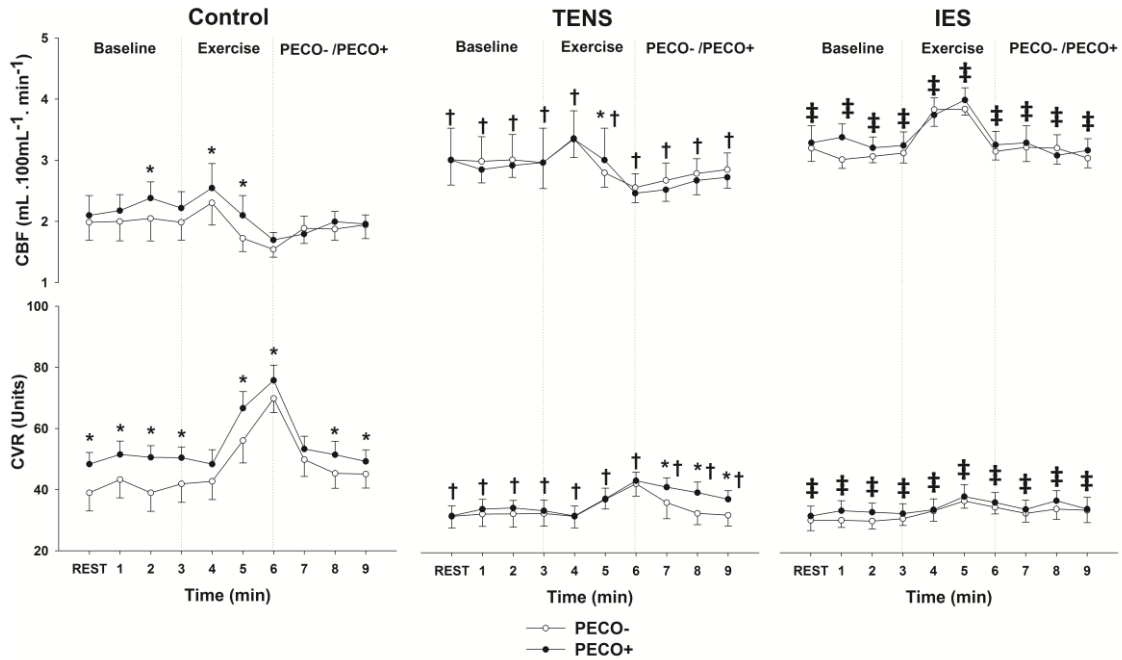 Control TENS IES
Baseline Exercise PECO- /PECO+ Baseline Exercise PECO- /PECO+ Baseline Exercise PECO- /PECO+
CBF (mL .100mL⁻¹. min⁻¹)
5
4
3
2
1
* * *
† † † † † * † † † † †
‡ ‡ ‡ ‡ ‡ ‡ ‡ ‡ ‡ ‡
CVR (Units)
100
80
60
40
20
* * * * * * * *
† † † † † † † * † * † * †
‡ ‡ ‡ ‡ ‡ ‡ ‡ ‡ ‡ ‡
REST 1 2 3 4 5 6 7 8 9 REST 1 2 3 4 5 6 7 8 9 REST 1 2 3 4 5 6 7 8 9
Time (min) Time (min) Time (min)
PECO-
PECO+